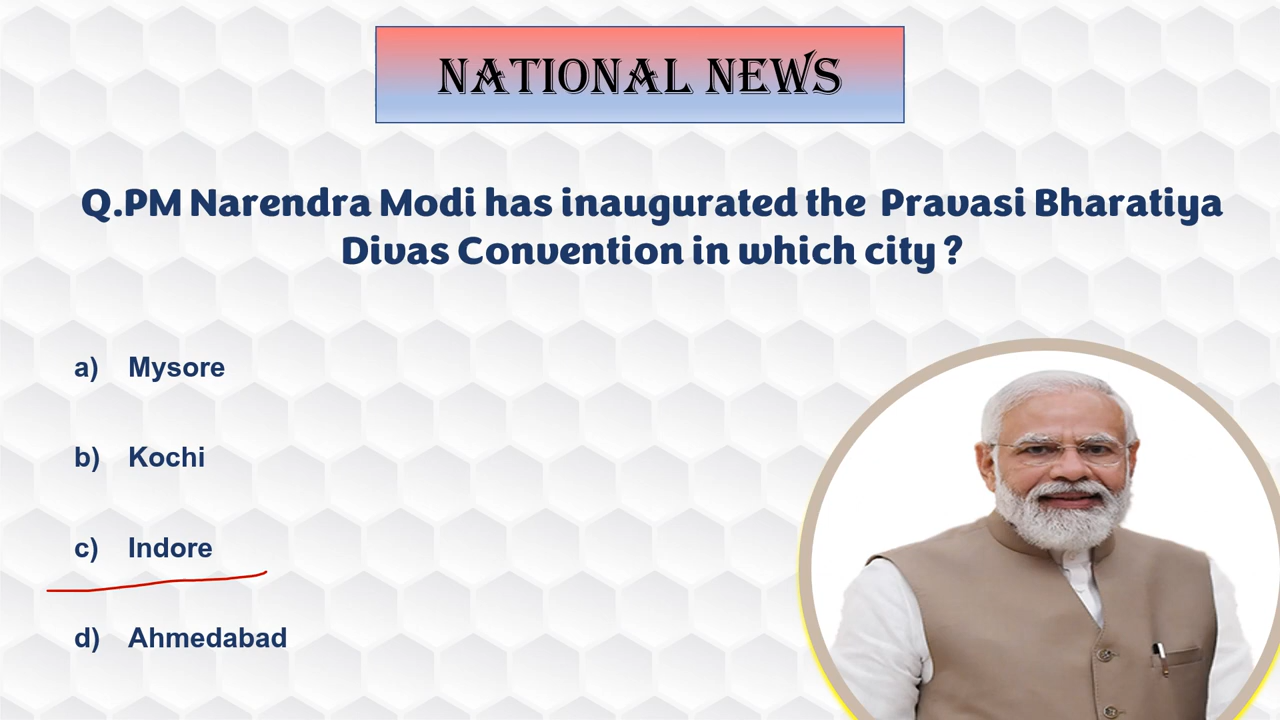 NATIONAL NEWS
Q.PM Narendra Modi has inaugurated the Pravasi Bharatiya
Divas Convention in which city ?
a) Mysore
b) Kochi
c) Indore
d) Ahmedabad